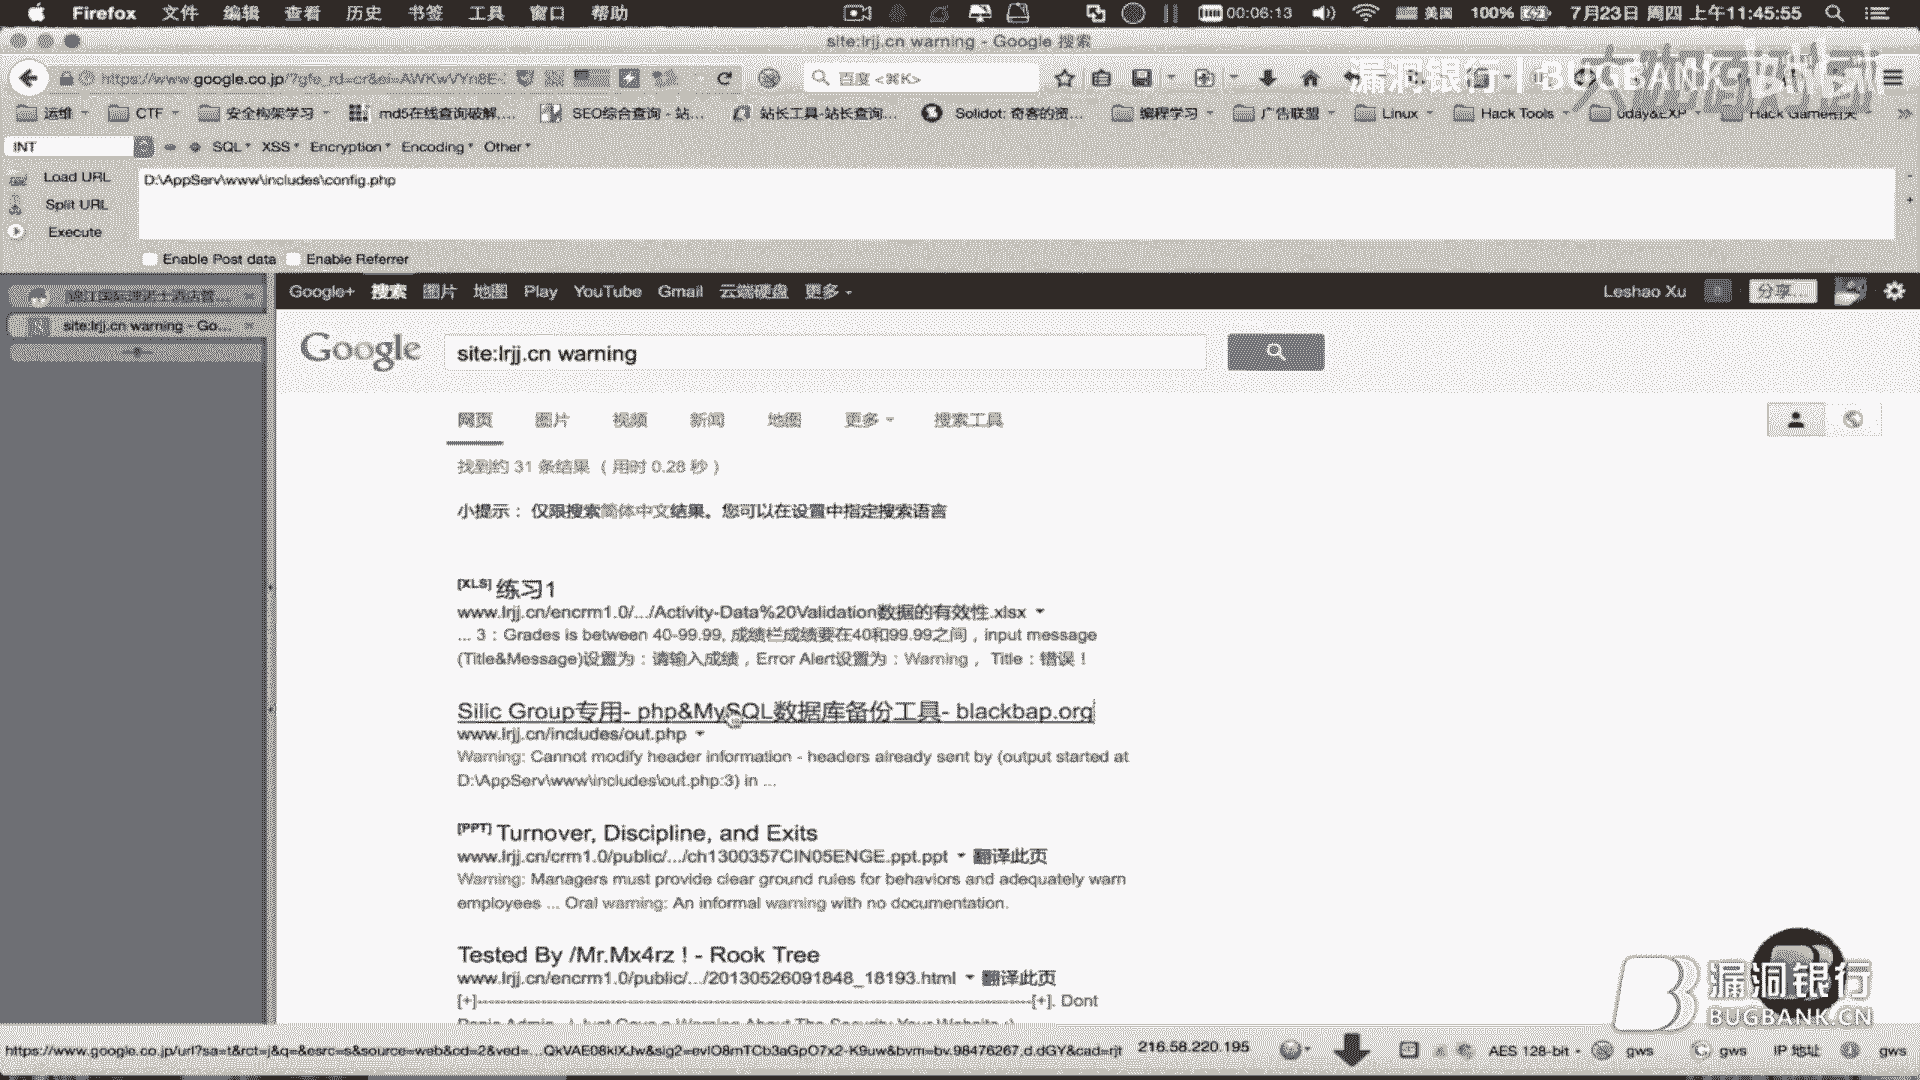 Firefox 文件 编辑 查看 历史 书签 工具 窗口 帮助 00:06:13 美国 100% 7月23日 周四 上午11:45:55
site:lrjj.cn warning - Google 搜索
https://www.google.co.jp/?gfe_rd=cr&ei=AWKwVYn8E- 百度 <⌘K>
漏洞银行 | BUGBANK
运维 CTF 安全构架学习 md5在线查询破解,... SEO综合查询 - 站... 站长工具-站长查询... Solidot: 奇客的资... 编程学习 广告联盟 Linux Hack Tools 0day&EXP Hack Game相关
INT SQL XSS Encryption Encoding Other
Load URL D:\AppServ\www\includes\config.php
Split URL
Execute
Enable Post data Enable Referrer
Google+ 搜索 图片 地图 Play YouTube Gmail 云端硬盘 更多 Leshao Xu 0 分享...
site:lrjj.cn warning - Go...
Google site:lrjj.cn warning
网页 图片 视频 新闻 地图 更多 搜索工具
找到约 31 条结果 (用时 0.28 秒)
小提示: 仅限搜索简体中文结果。您可以在设置中指定搜索语言
[XLS] 练习1
www.lrjj.cn/encrm1.0/.../Activity-Data%20Validation数据的有效性.xlsx
... 3:Grades is between 40-99.99, 成绩栏成绩要在40和99.99之间,input message
(Title&Message)设置为:请输入成绩,Error Alert设置为:Warning, Title:错误!
Silic Group专用- php&MySQL数据库备份工具- blackbap.org
www.lrjj.cn/includes/out.php
Warning: Cannot modify header information - headers already sent by (output started at
D:\AppServ\www\includes\out.php:3) in ...
[PPT] Turnover, Discipline, and Exits
www.lrjj.cn/crm1.0/public/.../ch1300357CIN05ENGE.ppt.ppt 翻译此页
Warning: Managers must provide clear ground rules for behaviors and adequately warn
employees ... Oral warning: An informal warning with no documentation.
Tested By /Mr.Mx4rz ! - Rook Tree
www.lrjj.cn/encrm1.0/public/.../20130526091848_18193.html 翻译此页
[+]--------------------------------------------------------------------------------[+]. Dont
Panic Admin, I Just Gave a Warning About The Security Your Website :)
漏洞银行
BUGBANK.CN
https://www.google.co.jp/url?sa=t&rct=j&q=&esrc=s&source=web&cd=2&ved=...QkVAE08kIXJw&sig2=evIO8mTCb3aGpO7x2-K9uw&bvm=bv.98476267,d.dGY&cad=rjt 216.58.220.195 AES 128-bit gws gws IP 地址 gws